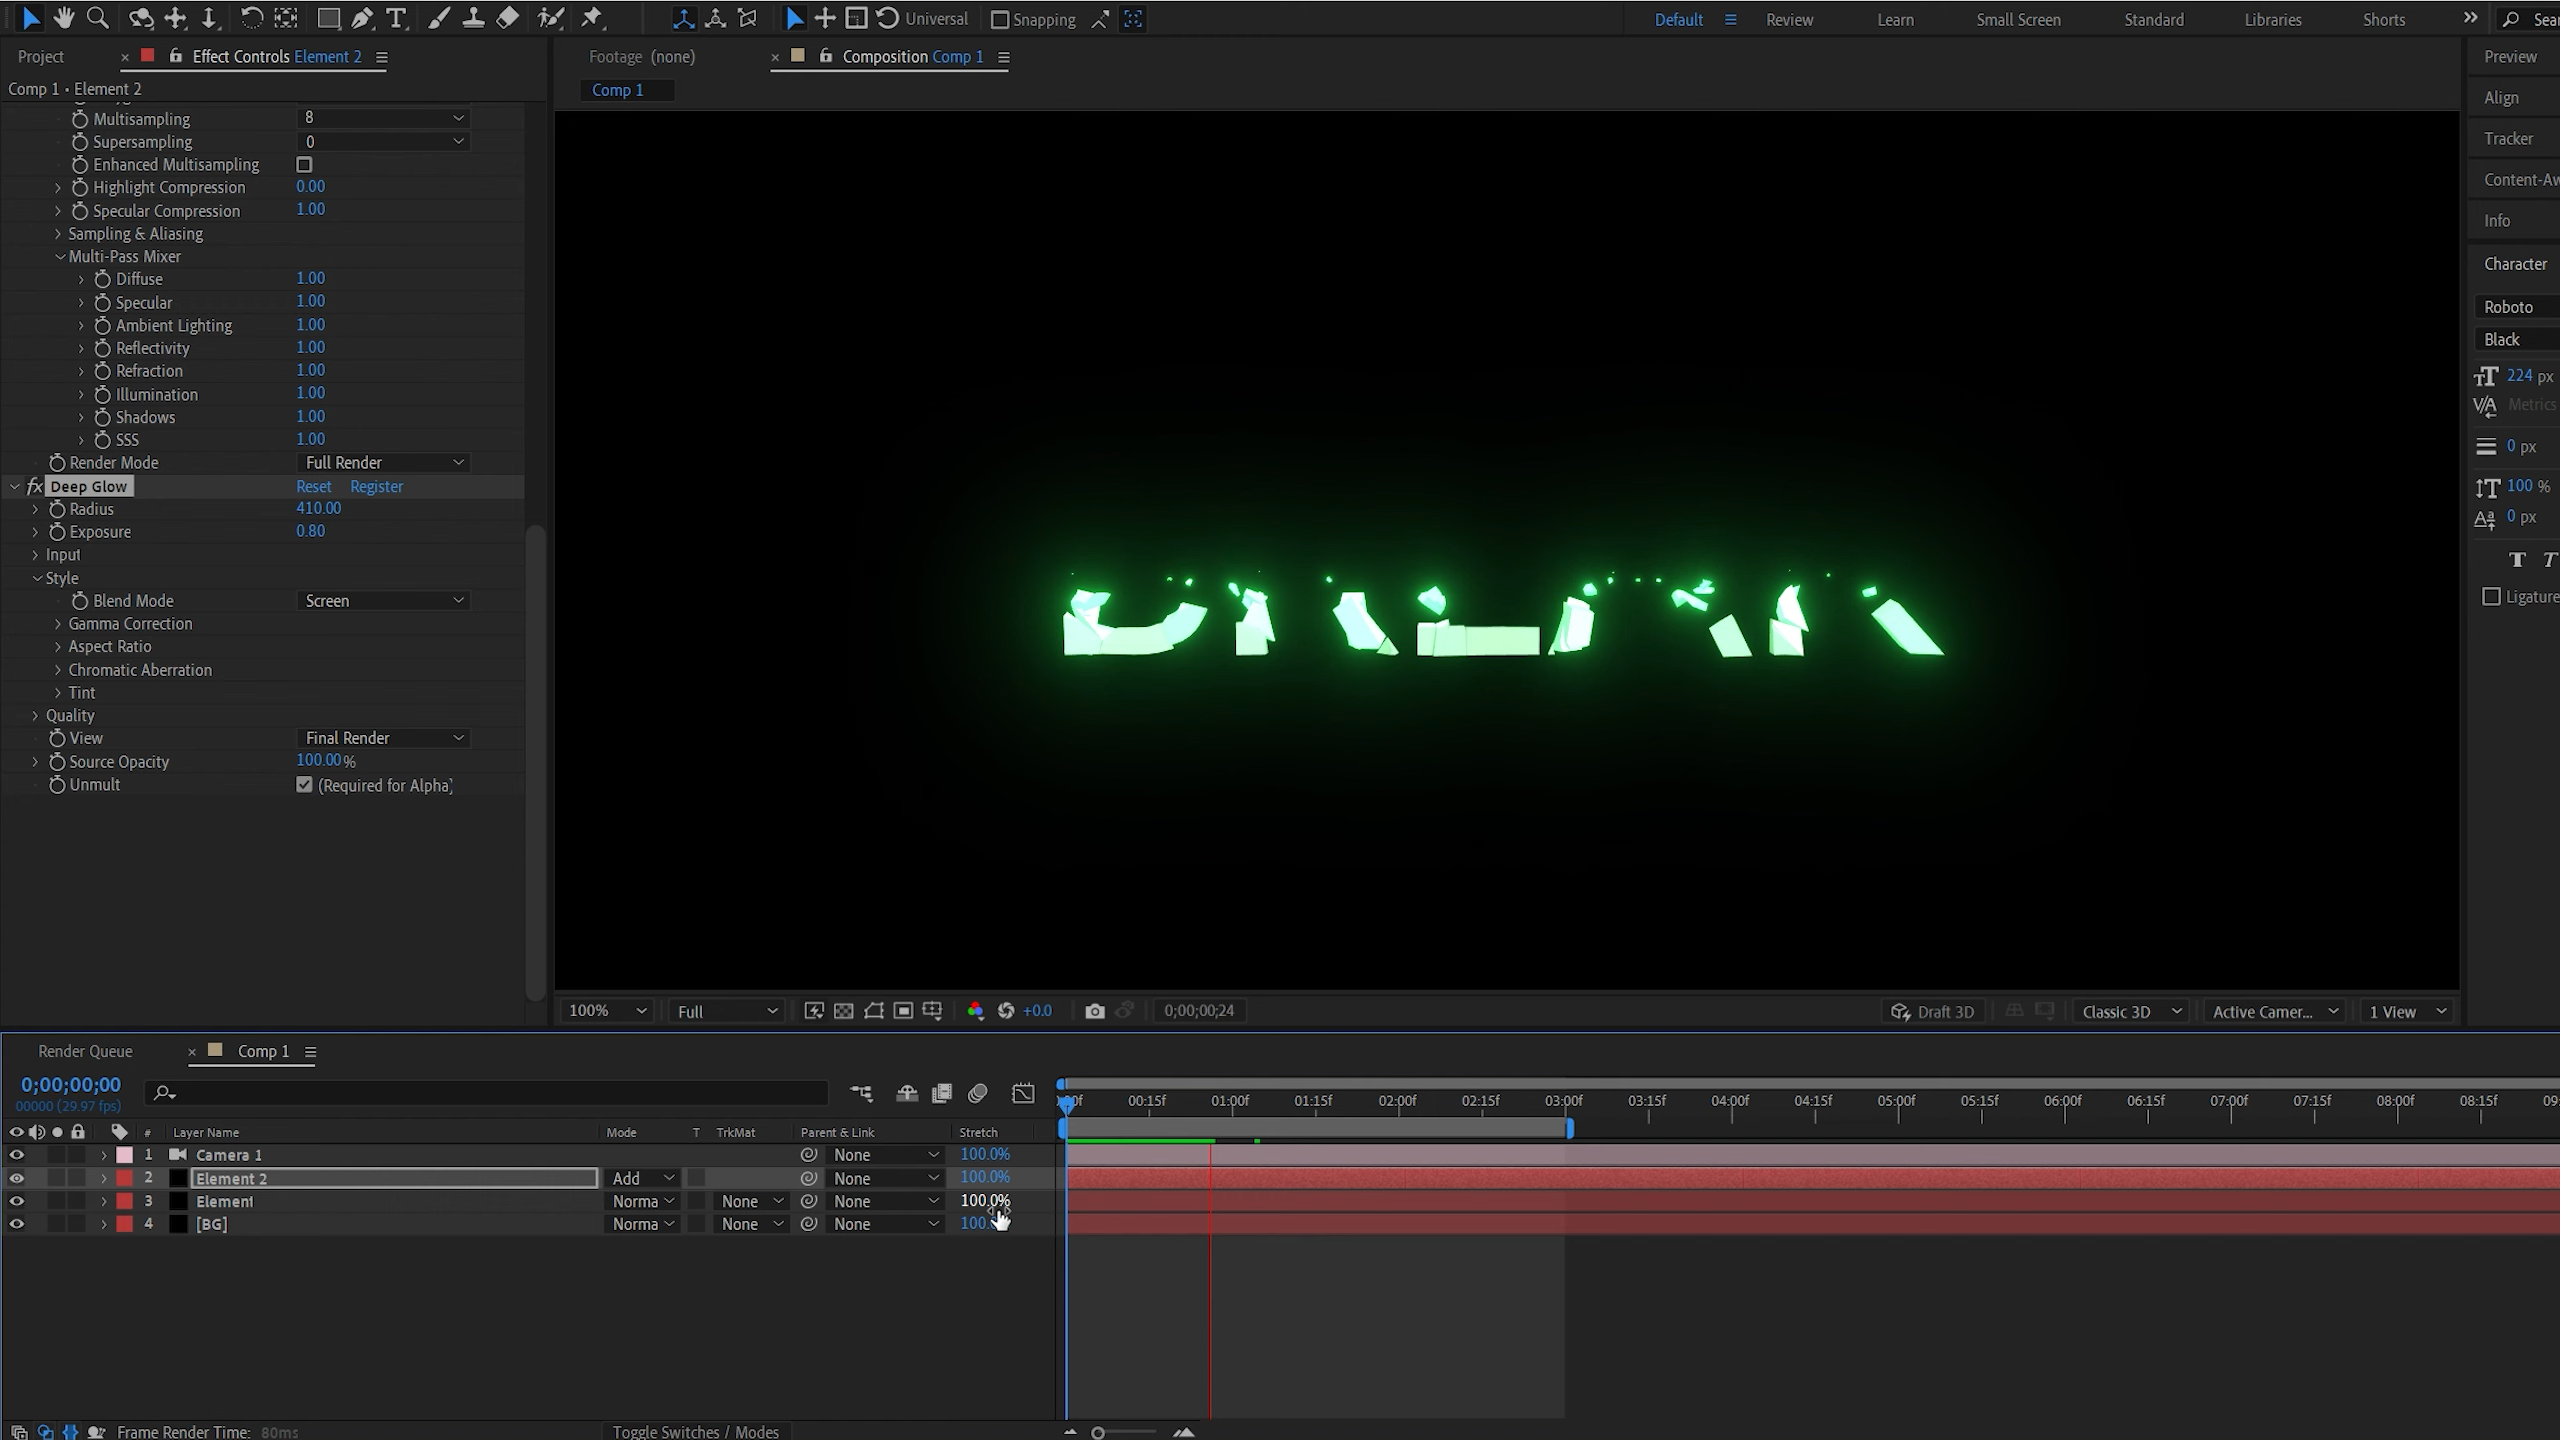 Universal Snapping Default Review Learn Small Screen Standard Libraries Shorts
Project Effect Controls Element 2
Comp 1 • Element 2
Multisampling 8
Supersampling 0
Enhanced Multisampling
Highlight Compression 0.00
Specular Compression 1.00
Sampling & Aliasing
Multi-Pass Mixer
Diffuse 1.00
Specular 1.00
Ambient Lighting 1.00
Reflectivity 1.00
Refraction 1.00
Illumination 1.00
Shadows 1.00
SSS 1.00
Render Mode Full Render
fx Deep Glow Reset Register
Radius 410.00
Exposure 0.80
Input
Style
Blend Mode Screen
Gamma Correction
Aspect Ratio
Chromatic Aberration
Tint
Quality
View Final Render
Source Opacity 100.00%
Unmult (Required for Alpha)
Footage (none) Composition Comp 1
Comp 1
100% Full +0.0 0;00;00;24 Draft 3D Classic 3D Active Camer... 1 View
Preview
Align
Tracker
Content-Aw
Info
Character
Roboto
Black
224 px
Metrics
0 px
100 %
0 px
T T
Ligature
Render Queue Comp 1
0;00;00;00
00000 (29.97 fps)
00:15f 01:00f 01:15f 02:00f 02:15f 03:00f 03:15f 04:00f 04:15f 05:00f 05:15f 06:00f 06:15f 07:00f 07:15f 08:00f 08:15f
# Layer Name Mode T TrkMat Parent & Link Stretch
1 Camera 1 None 100.0%
2 Element 2 Add None 100.0%
3 Element Norma None None 100.0%
4 [BG] Norma None None
Frame Render Time: 80ms Toggle Switches / Modes